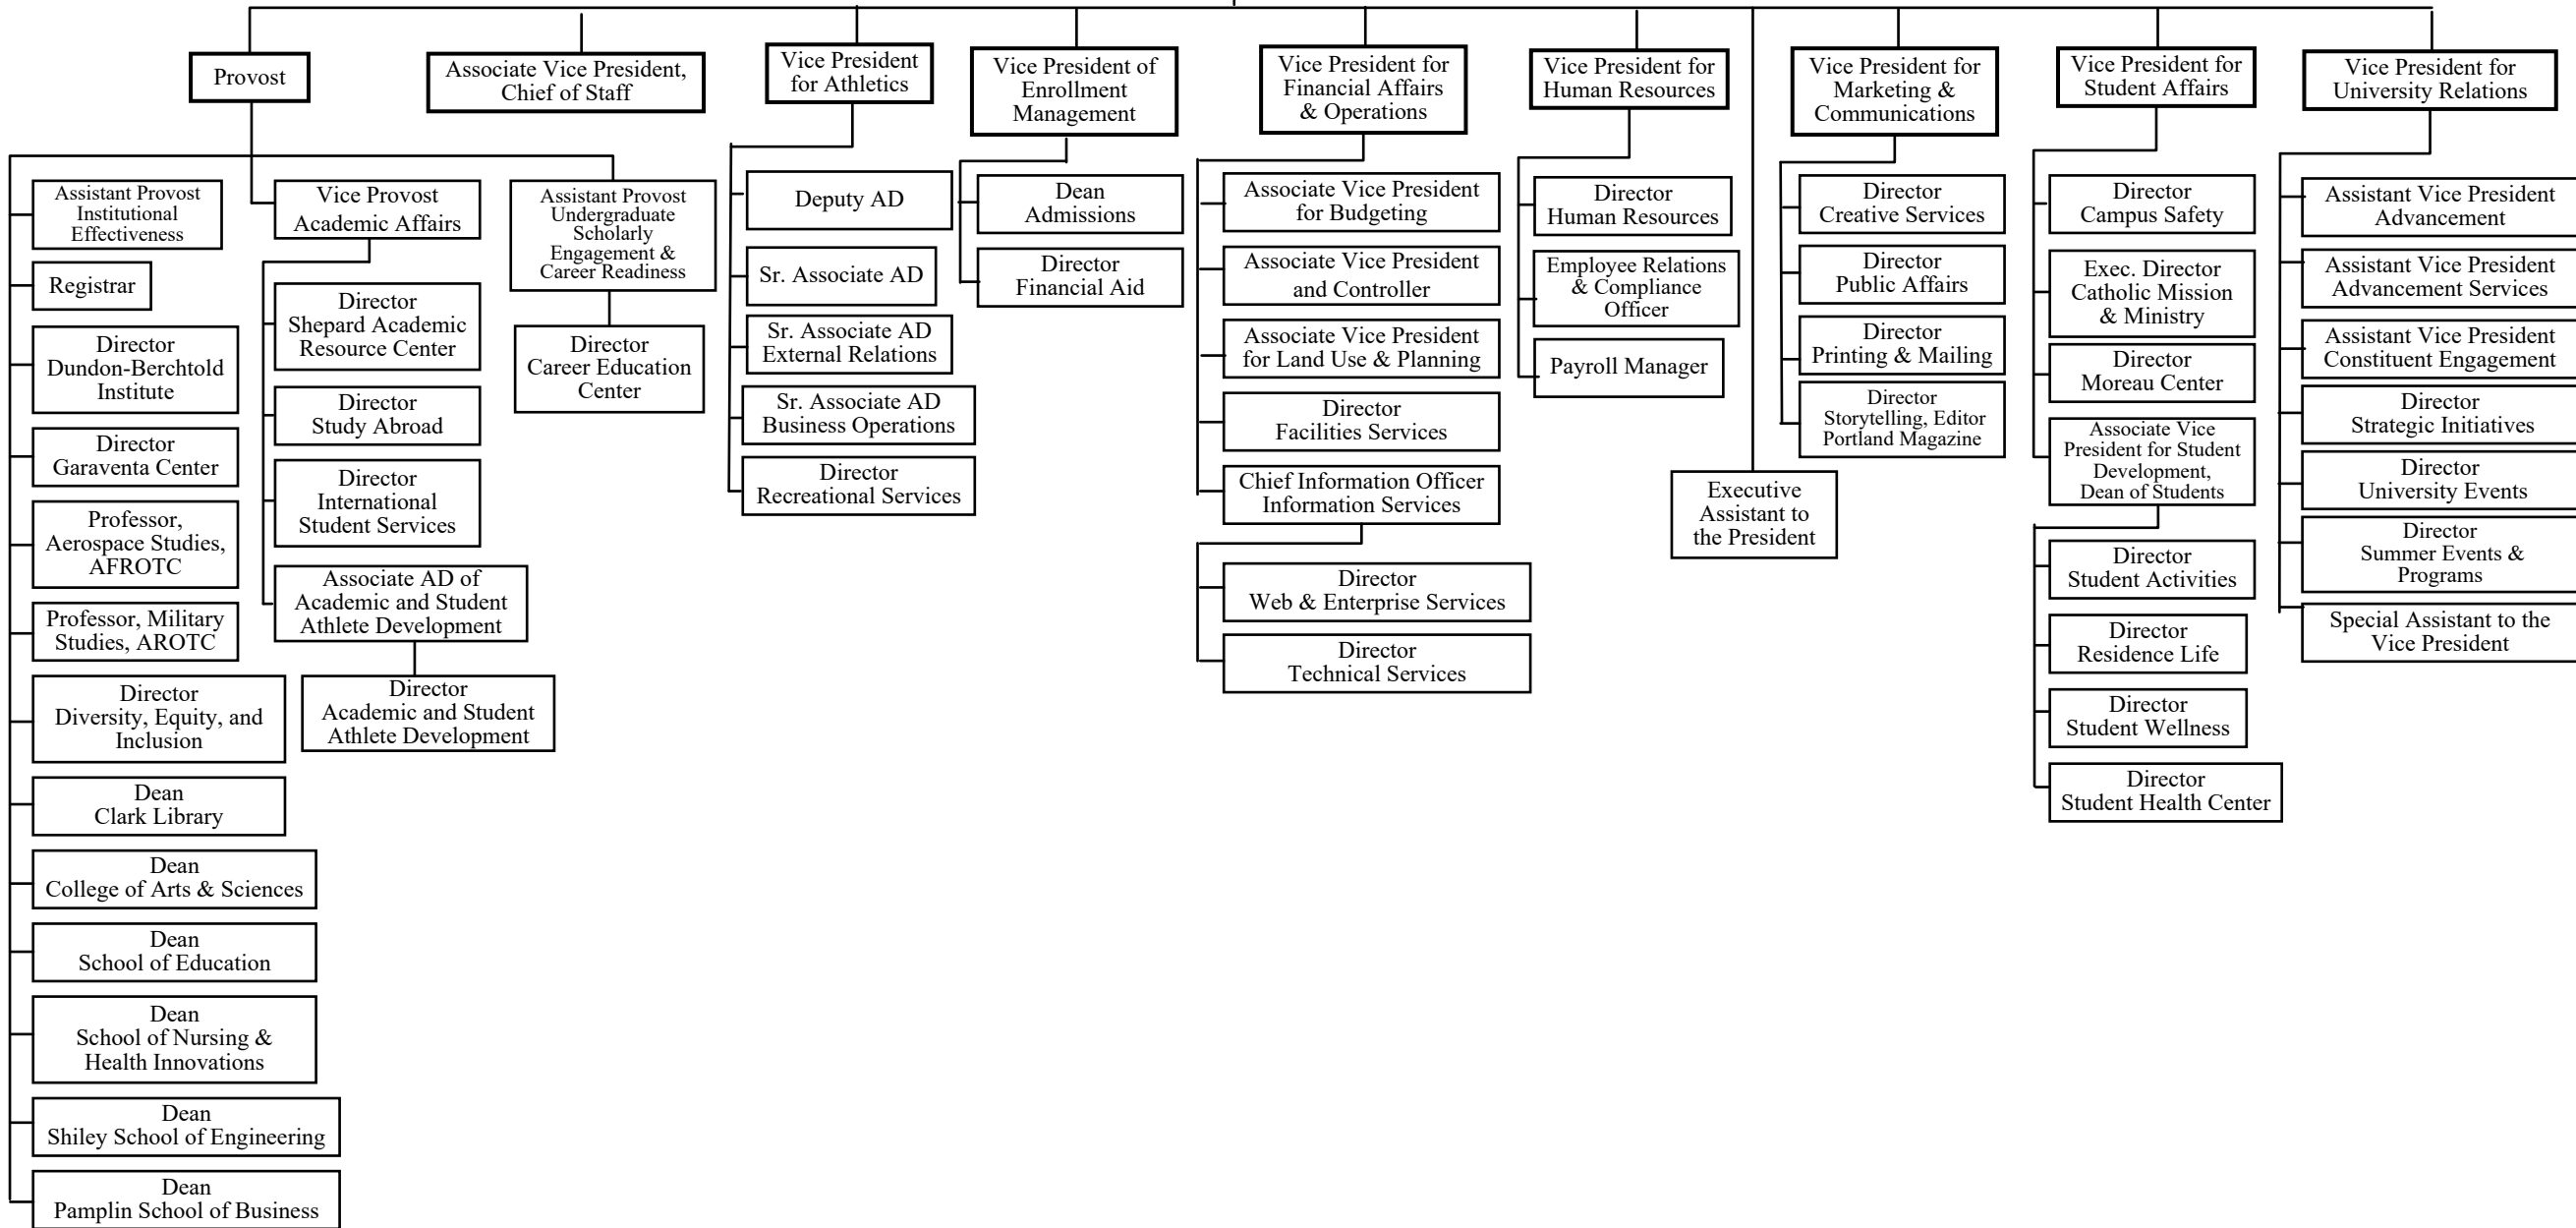 Provost
Associate Vice President,
Chief of Staff
Vice President
for Athletics
Vice President of
Enrollment
Management
Vice President for
Financial Affairs
& Operations
Vice President for
Human Resources
Vice President for
Marketing &
Communications
Vice President for
Student Affairs
Vice President for
University Relations
Assistant Provost
Institutional
Effectiveness
Registrar
Director
Dundon-Berchtold
Institute
Director
Garaventa Center
Professor,
Aerospace Studies,
AFROTC
Professor, Military
Studies, AROTC
Director
Diversity, Equity, and
Inclusion
Dean
Clark Library
Dean
College of Arts & Sciences
Dean
School of Education
Dean
School of Nursing &
Health Innovations
Dean
Shiley School of Engineering
Dean
Pamplin School of Business
Vice Provost
Academic Affairs
Director
Shepard Academic
Resource Center
Director
Study Abroad
Director
International
Student Services
Associate AD of
Academic and Student
Athlete Development
Director
Academic and Student
Athlete Development
Assistant Provost
Undergraduate
Scholarly
Engagement &
Career Readiness
Director
Career Education
Center
Deputy AD
Sr. Associate AD
Sr. Associate AD
External Relations
Sr. Associate AD
Business Operations
Director
Recreational Services
Dean
Admissions
Director
Financial Aid
Associate Vice President
for Budgeting
Associate Vice President
and Controller
Associate Vice President
for Land Use & Planning
Director
Facilities Services
Chief Information Officer
Information Services
Director
Web & Enterprise Services
Director
Technical Services
Director
Human Resources
Employee Relations
& Compliance
Officer
Payroll Manager
Executive
Assistant to
the President
Director
Creative Services
Director
Public Affairs
Director
Printing & Mailing
Director
Storytelling, Editor
Portland Magazine
Director
Campus Safety
Exec. Director
Catholic Mission
& Ministry
Director
Moreau Center
Associate Vice
President for Student
Development,
Dean of Students
Director
Student Activities
Director
Residence Life
Director
Student Wellness
Director
Student Health Center
Assistant Vice President
Advancement
Assistant Vice President
Advancement Services
Assistant Vice President
Constituent Engagement
Director
Strategic Initiatives
Director
University Events
Director
Summer Events &
Programs
Special Assistant to the
Vice President